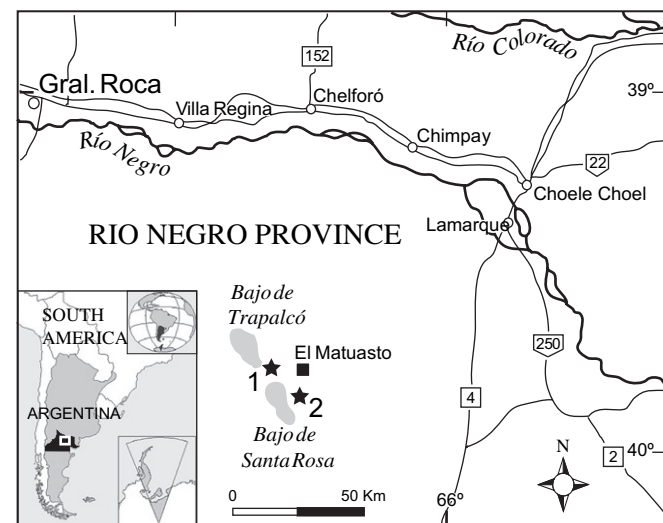 Río Colorado
152
39º
Gral. Roca
Villa Regina
Chelforó
Río Negro
Chimpay
22
Choele Choel
Lamarque
RIO NEGRO PROVINCE
Bajo de
Trapalcó
SOUTH
AMERICA
El Matuasto
250
1
2
4
ARGENTINA
Bajo de
Santa Rosa
N
2
40º
0
50 Km
66º